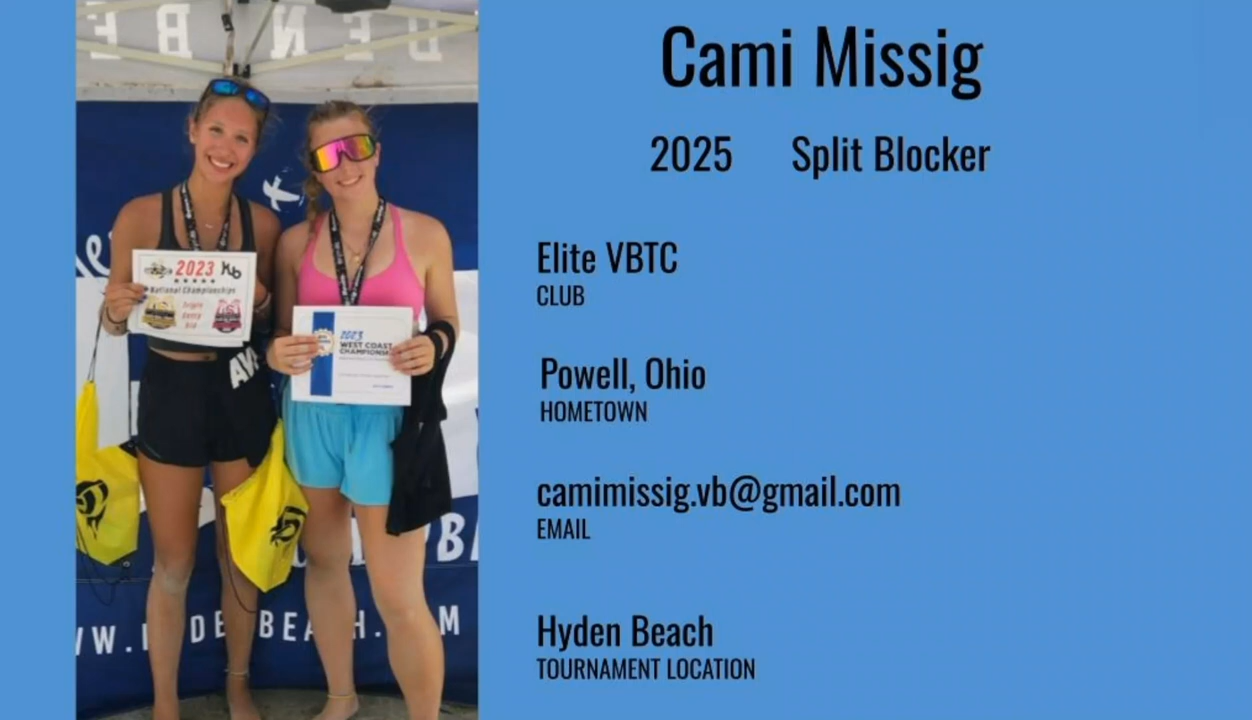 Cami Missig
2025 Split Blocker
Elite VBTC
CLUB
Powell, Ohio
HOMETOWN
camimissig.vb@gmail.com
EMAIL
Hyden Beach
TOURNAMENT LOCATION
2023
National Championships
2023
WEST COAST